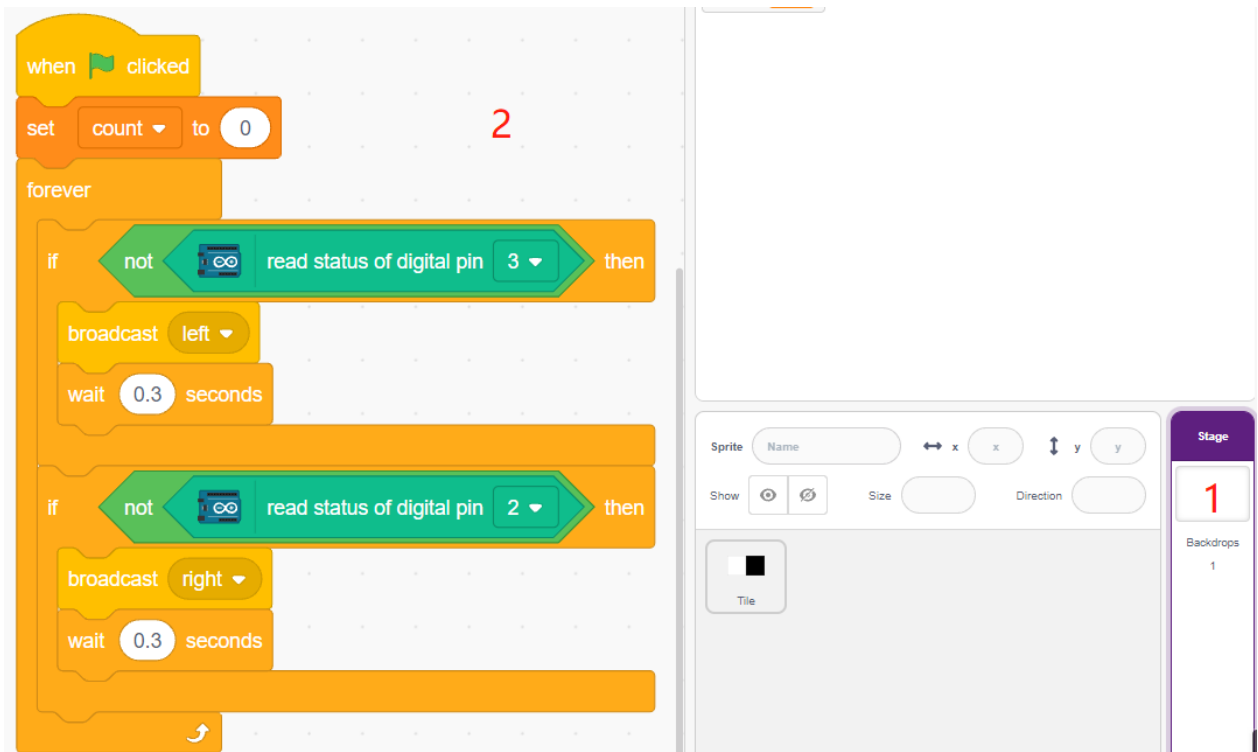 when clicked
set count to 0
2
forever
if not read status of digital pin 3 then
broadcast left
wait 0.3 seconds
if not read status of digital pin 2 then
broadcast right
wait 0.3 seconds
Sprite Name x x y y
Show Size Direction
Tile
Stage
1
Backdrops
1